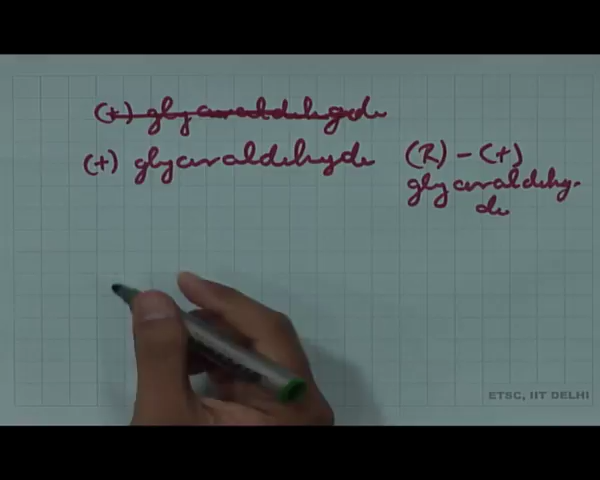 (+) glyceraldehyde
(+) glyceraldehyde (R) - (+)
glyceraldehy-
de
ETSC, IIT DELHI